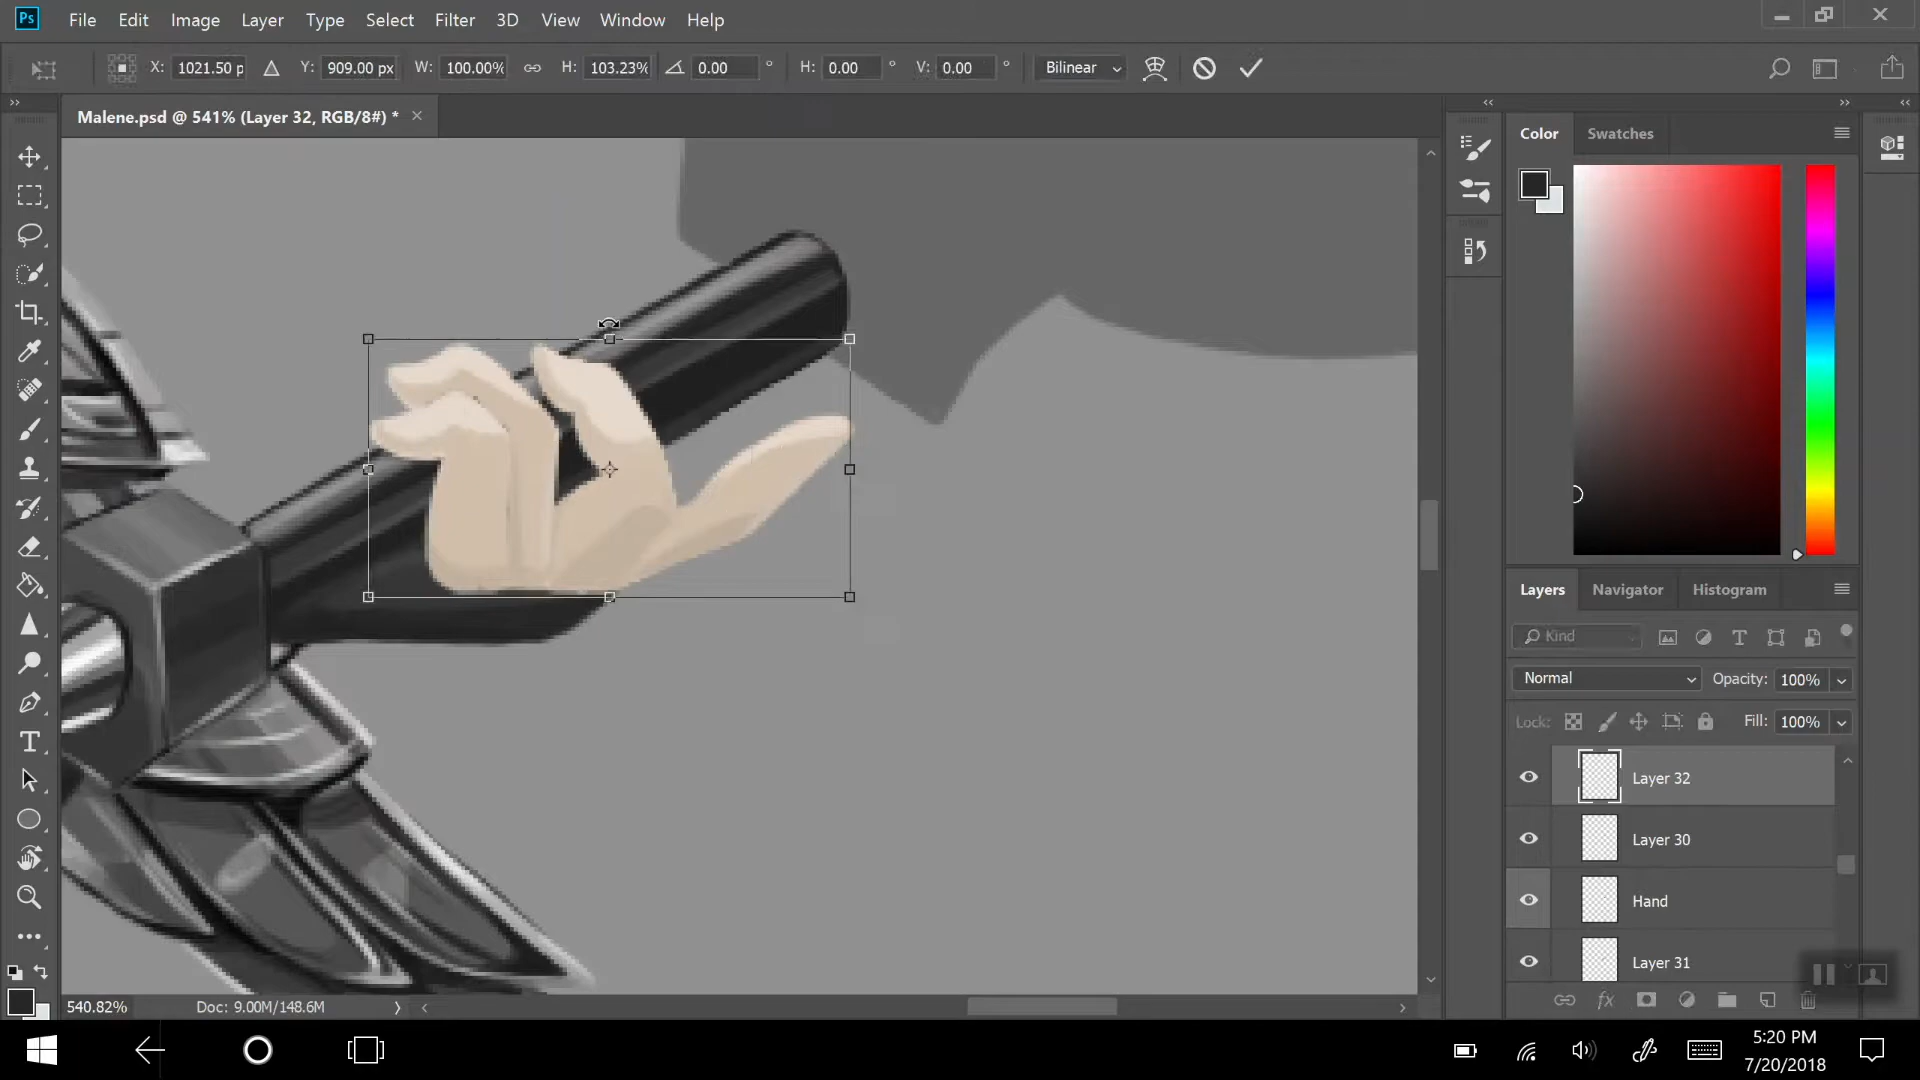 Ps File Edit Image Layer Type Select Filter 3D View Window Help
X: 1021.50 p Y: 909.00 px W: 100.00% H: 103.23% 0.00 ° H: 0.00 ° V: 0.00 ° Bilinear
Malene.psd @ 541% (Layer 32, RGB/8#) * ×
Color Swatches
Layers Navigator Histogram
Kind
Normal Opacity: 100%
Lock: Fill: 100%
Layer 32
Layer 30
Hand
Layer 31
540.82% Doc: 9.00M/148.6M
5:20 PM
7/20/2018